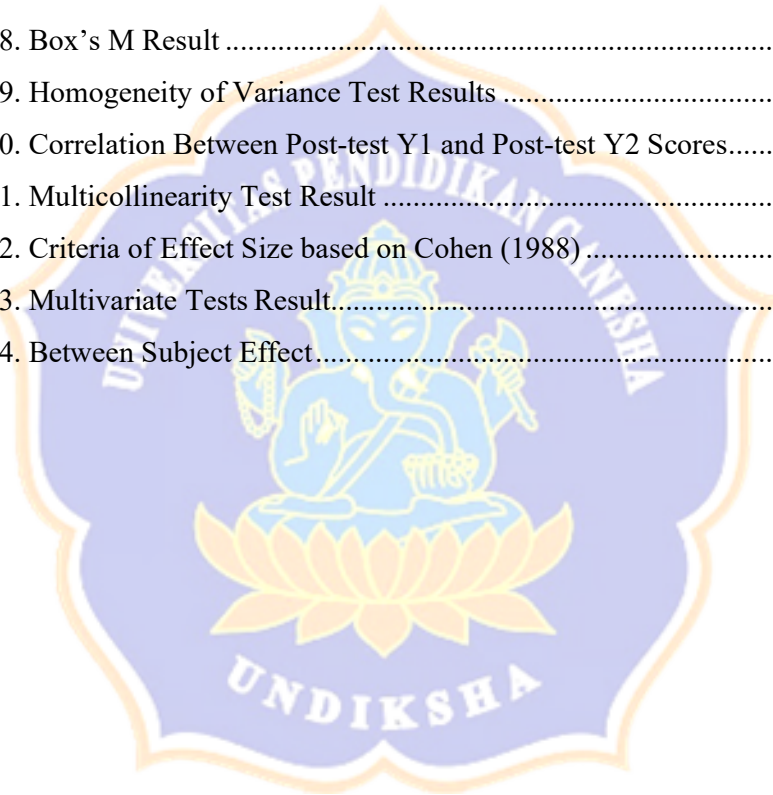 8. Box’s M Result ..........................................................................
9. Homogeneity of Variance Test Results ....................................
0. Correlation Between Post-test Y1 and Post-test Y2 Scores......
1. Multicollinearity Test Result ....................................................
2. Criteria of Effect Size based on Cohen (1988) .........................
3. Multivariate Tests Result...........................................................
4. Between Subject Effect.............................................................
UNIVERSITAS PENDIDIKAN GANESHA
UNDIKSHA